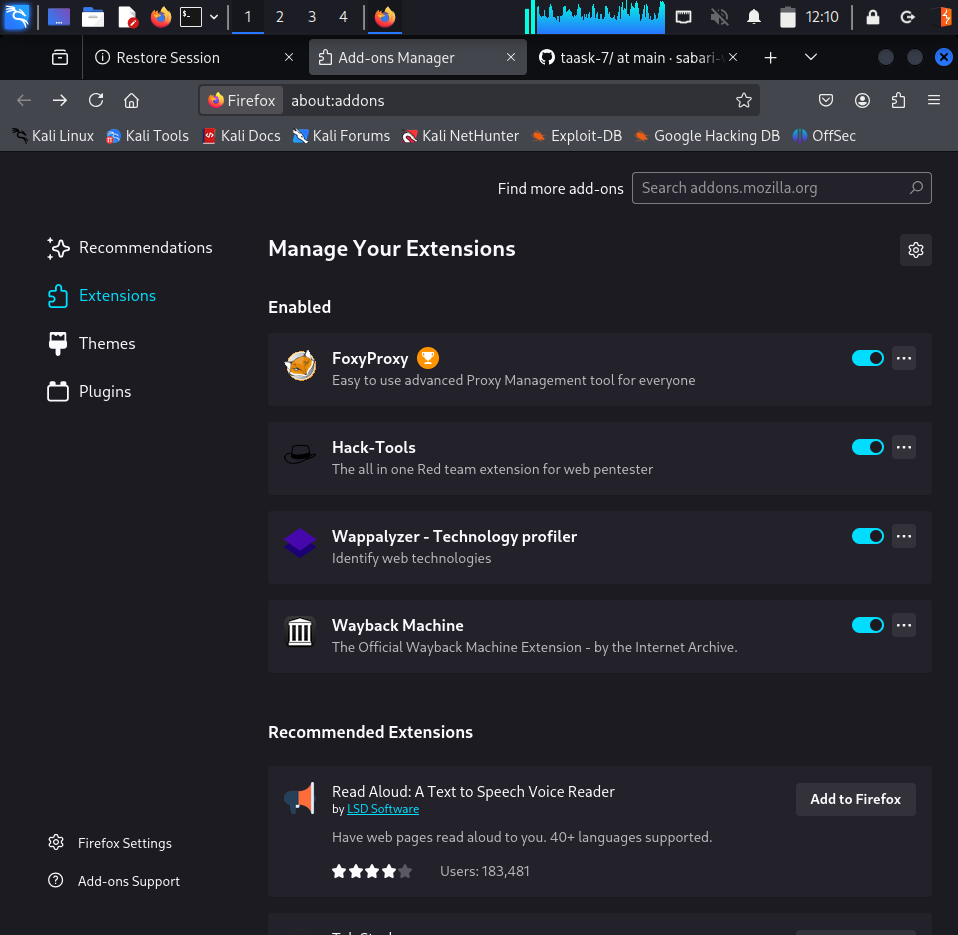 1 2 3 4 12:10
Restore Session Add-ons Manager taask-7/ at main · sabari-
Firefox about:addons
Kali Linux Kali Tools Kali Docs Kali Forums Kali NetHunter Exploit-DB Google Hacking DB OffSec
Find more add-ons Search addons.mozilla.org
Recommendations
Extensions
Themes
Plugins
Manage Your Extensions
Enabled
FoxyProxy
Easy to use advanced Proxy Management tool for everyone
Hack-Tools
The all in one Red team extension for web pentester
Wappalyzer - Technology profiler
Identify web technologies
Wayback Machine
The Official Wayback Machine Extension - by the Internet Archive.
Recommended Extensions
Read Aloud: A Text to Speech Voice Reader
by LSD Software
Add to Firefox
Have web pages read aloud to you. 40+ languages supported.
Users: 183,481
Firefox Settings
Add-ons Support